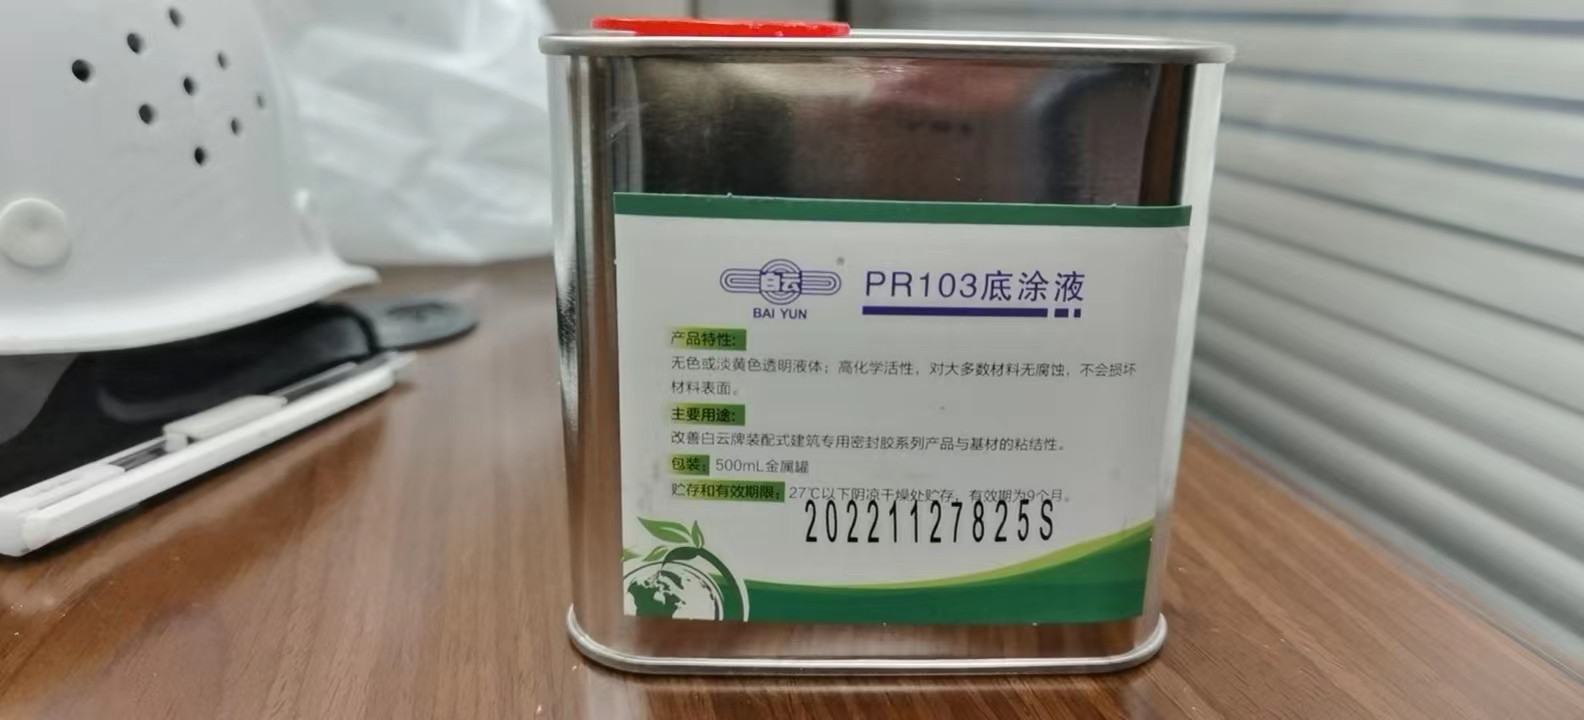 白云
®
BAI YUN
PR103底涂液
产品特性:
无色或淡黄色透明液体；高化学活性，对大多数材料无腐蚀，不会损坏
材料表面。
主要用途:
改善白云牌装配式建筑专用密封胶系列产品与基材的粘结性。
包装: 500mL金属罐
贮存和有效期限: 27℃以下阴凉干燥处贮存，有效期为9个月。
20221127825S